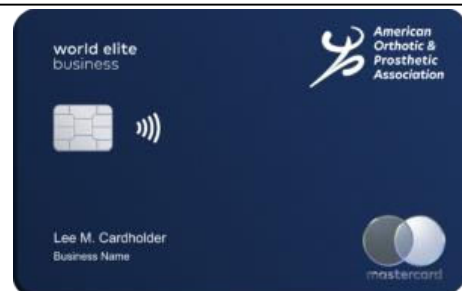 world elite
business
American
Orthotic &
Prosthetic
Association
Lee M. Cardholder
Business Name
mastercard